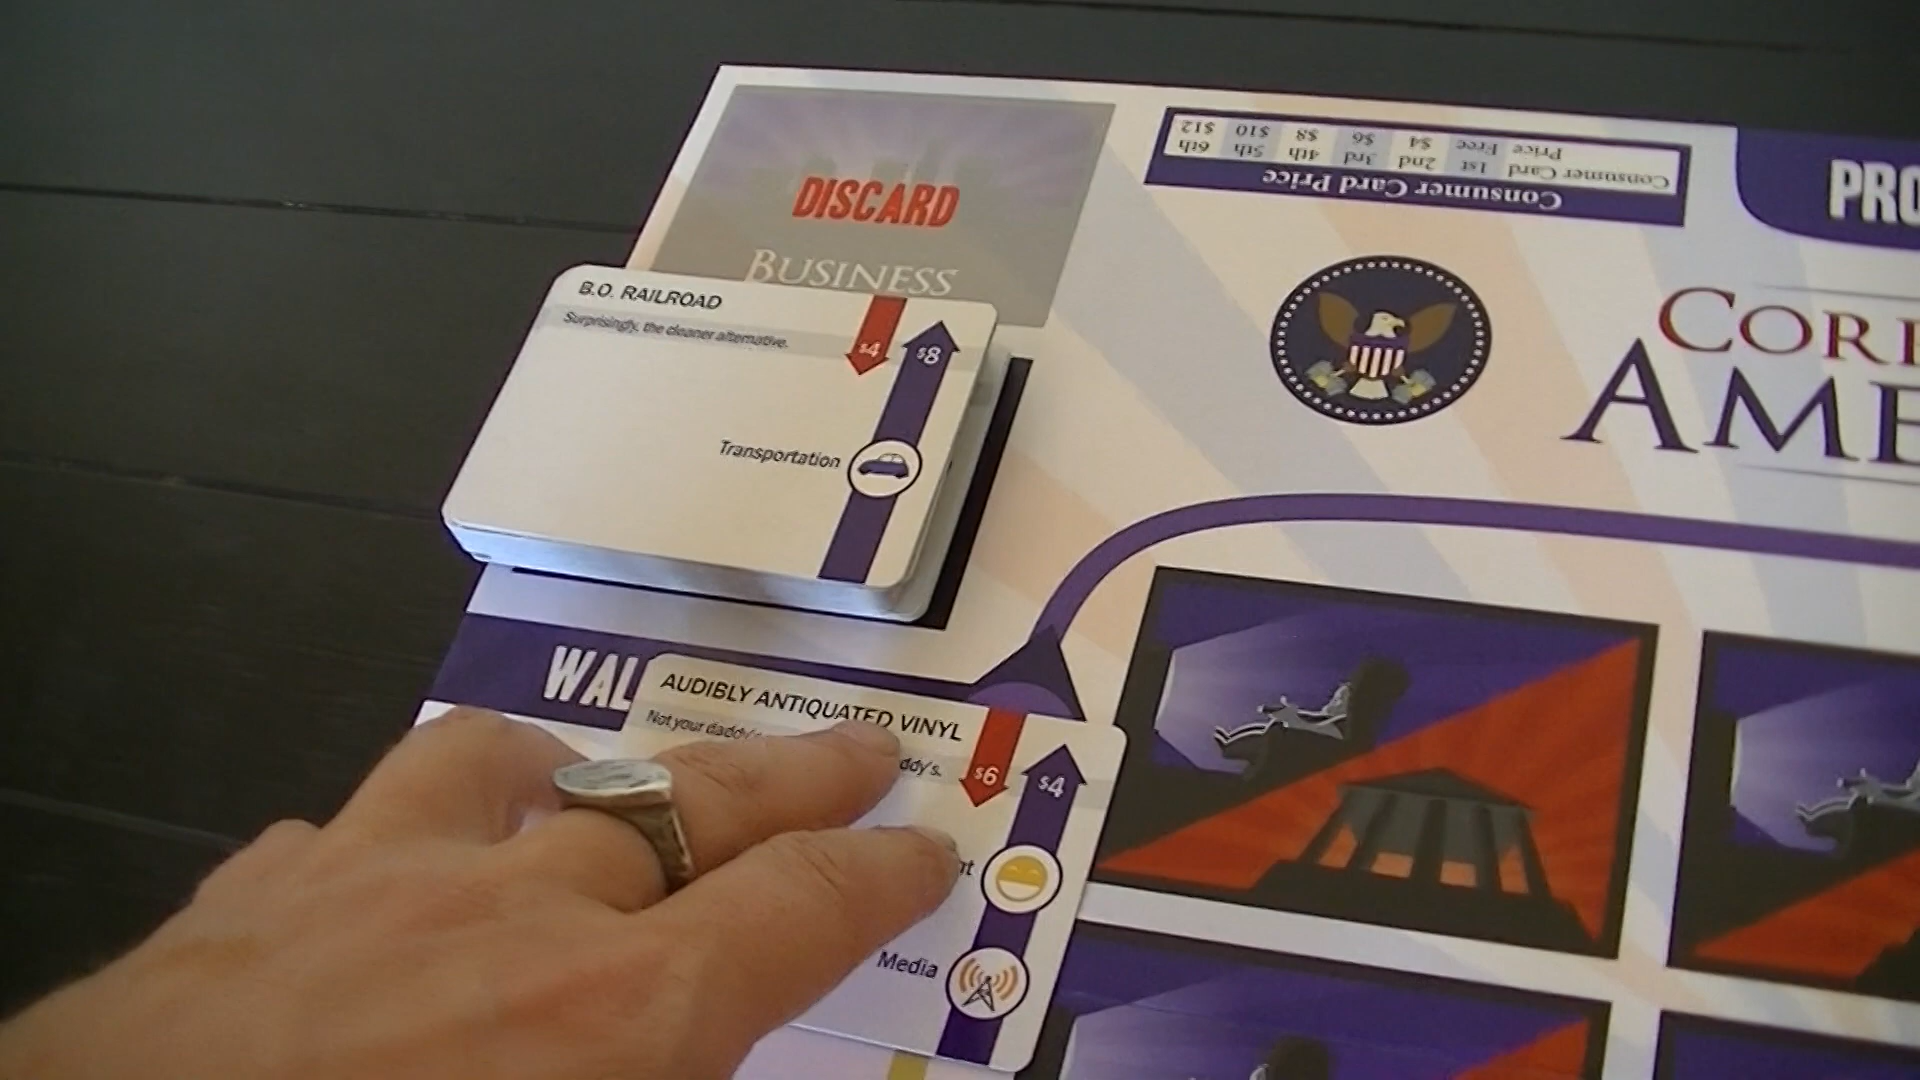 DISCARD
BUSINESS
Consumer Card Price
Consumer Card 1st 2nd 3rd 4th 5th 6th
Price Free $4 $6 $8 $10 $12
PRO
CORP
AME
B.O. RAILROAD
Surprisingly, the cleaner alternative.
$4
$8
Transportation
WAL
AUDIBLY ANTIQUATED VINYL
Not your daddy's
ddy's.
$6
$4
nt
Media